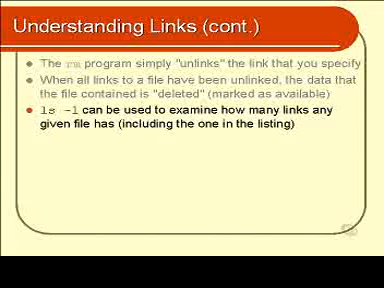 Understanding Links (cont.)
The rm program simply "unlinks" the link that you specify
When all links to a file have been unlinked, the data that
the file contained is "deleted" (marked as available)
ls -l can be used to examine how many links any
given file has (including the one in the listing)